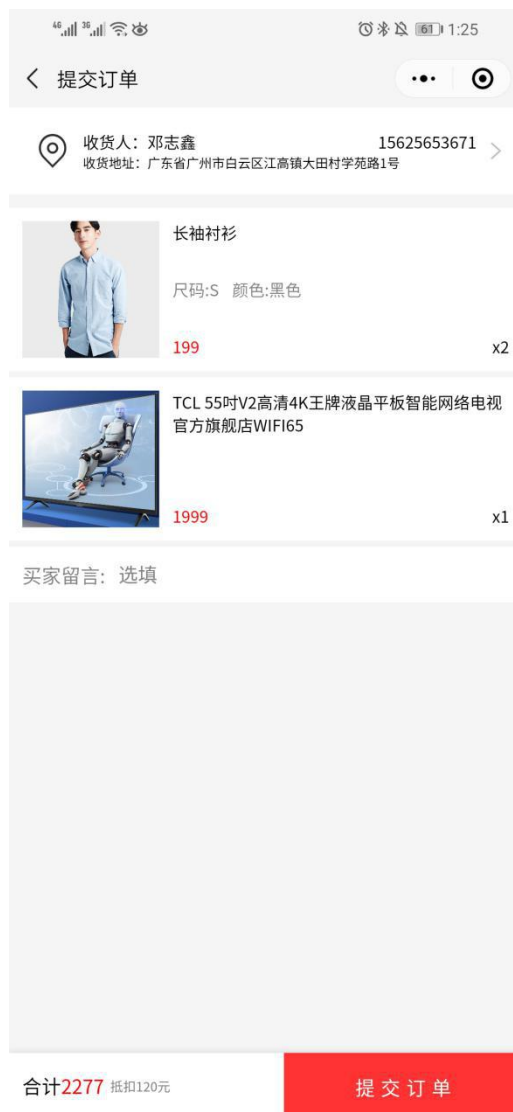 46 36 61 1:25
提交订单
收货人：邓志鑫 15625653671
收货地址：广东省广州市白云区江高镇大田村学苑路1号
长袖衬衫
尺码:S 颜色:黑色
199 x2
TCL 55吋V2高清4K王牌液晶平板智能网络电视
官方旗舰店WIFI65
1999 x1
买家留言：选填
合计2277 抵扣120元 提交订单